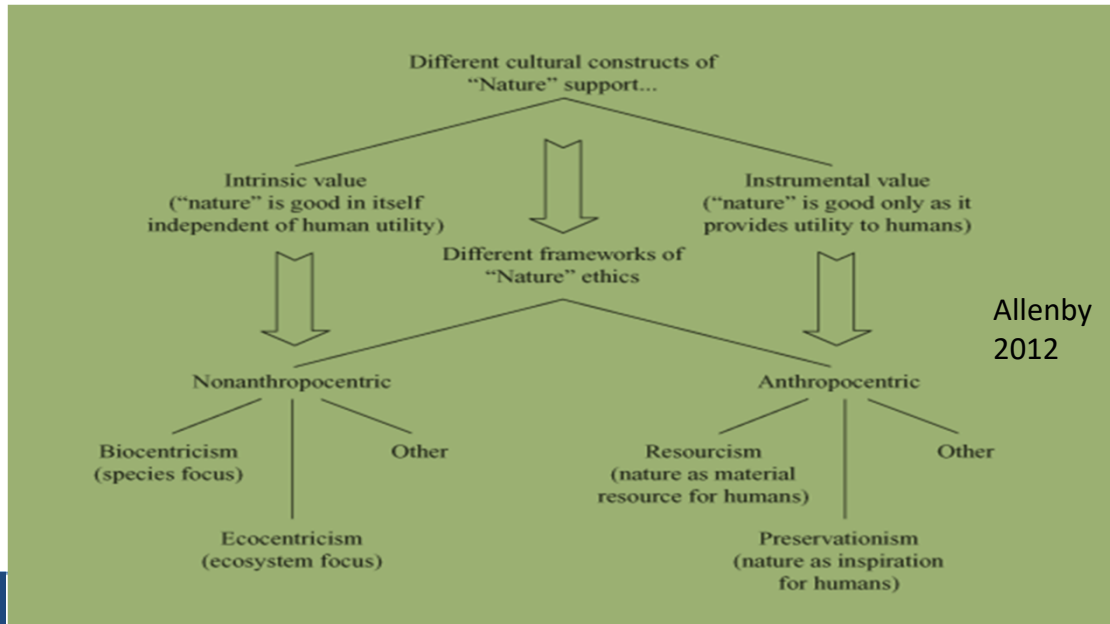 Different cultural constructs of
“Nature” support...
Intrinsic value
(“nature” is good in itself
independent of human utility)
Instrumental value
(“nature” is good only as it
provides utility to humans)
Different frameworks of
“Nature” ethics
Allenby
2012
Nonanthropocentric
Anthropocentric
Biocentricism
(species focus)
Other
Resourcism
(nature as material
resource for humans)
Other
Ecocentricism
(ecosystem focus)
Preservationism
(nature as inspiration
for humans)